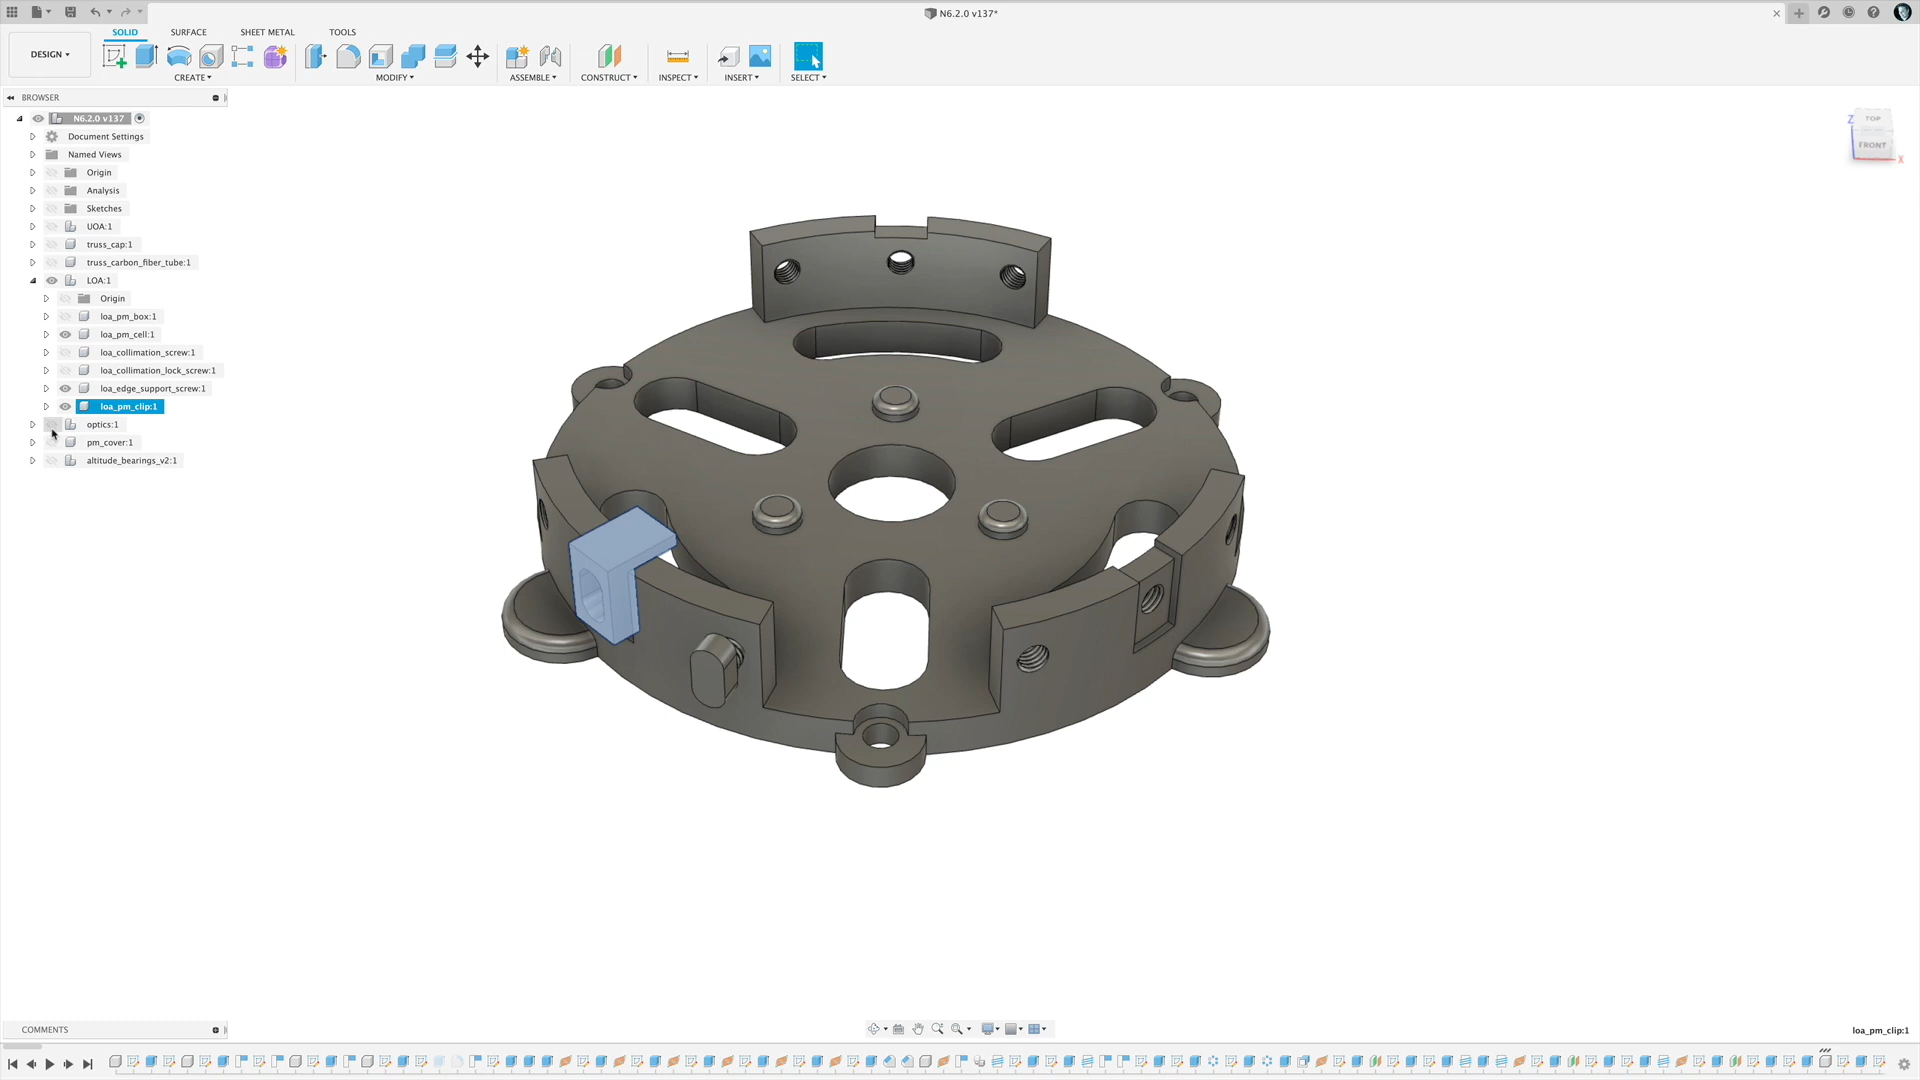 N6.2.0 v137*
DESIGN
SOLID
SURFACE
SHEET METAL
TOOLS
CREATE
MODIFY
ASSEMBLE
CONSTRUCT
INSPECT
INSERT
SELECT
BROWSER
N6.2.0 v137
Document Settings
Named Views
Origin
Analysis
Sketches
UOA:1
truss_cap:1
truss_carbon_fiber_tube:1
LOA:1
Origin
loa_pm_box:1
loa_pm_cell:1
loa_collimation_screw:1
loa_collimation_lock_screw:1
loa_edge_support_screw:1
loa_pm_clip:1
optics:1
pm_cover:1
altitude_bearings_v2:1
TOP
Z
FRONT
X
COMMENTS
loa_pm_clip:1